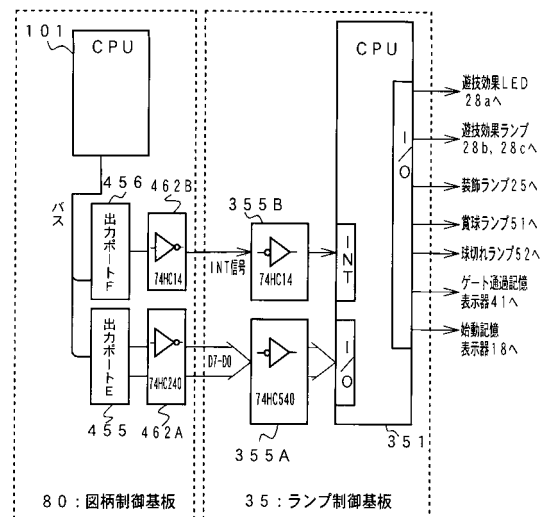 101
CPU
バス
456
出力ポートF
462B
74HC14
出力ポートE
455
74HC240
462A
INT信号
D7-D0
355B
74HC14
74HC540
355A
CPU
INT
I/O
I/O
351
遊技効果LED
28aへ
遊技効果ランプ
28b、28cへ
装飾ランプ25へ
賞球ランプ51へ
球切れランプ52へ
ゲート通過記憶
表示器41へ
始動記憶
表示器18へ
80：図柄制御基板
35：ランプ制御基板